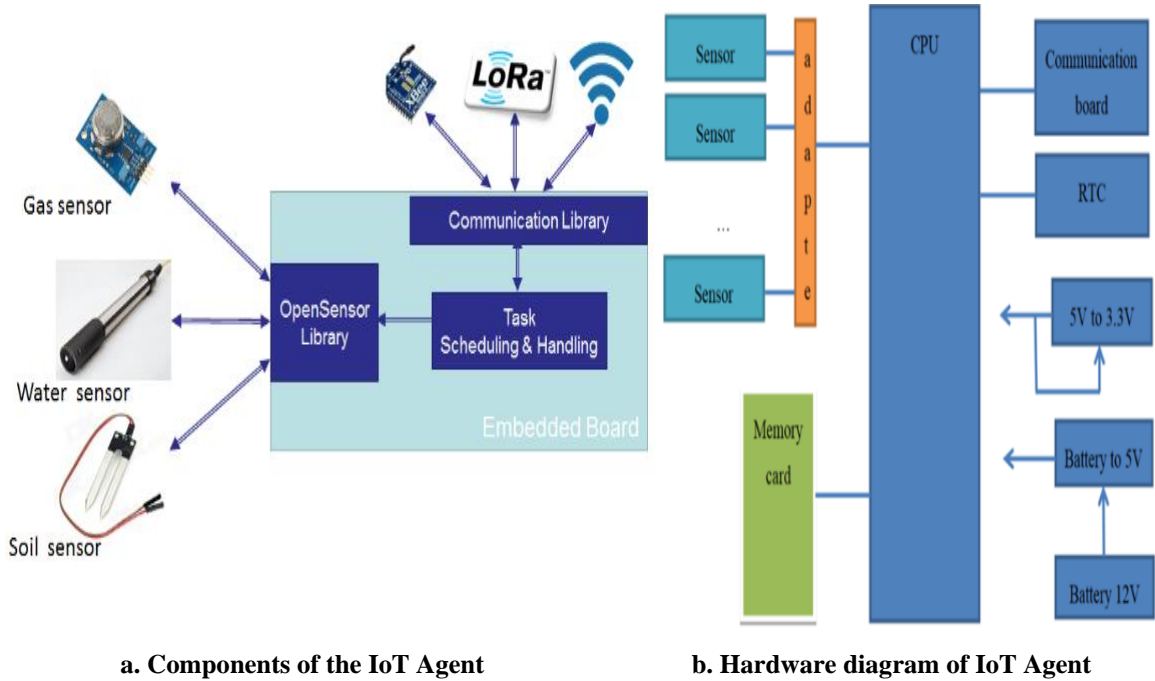 XBee
LoRa™
Gas sensor
Communication Library
OpenSensor
Library
Task
Scheduling & Handling
Water sensor
Embedded Board
Soil sensor
a. Components of the IoT Agent
Sensor
Sensor
...
Sensor
a
d
a
p
t
e
CPU
Communication
board
RTC
5V to 3.3V
Memory
card
Battery to 5V
Battery 12V
b. Hardware diagram of IoT Agent